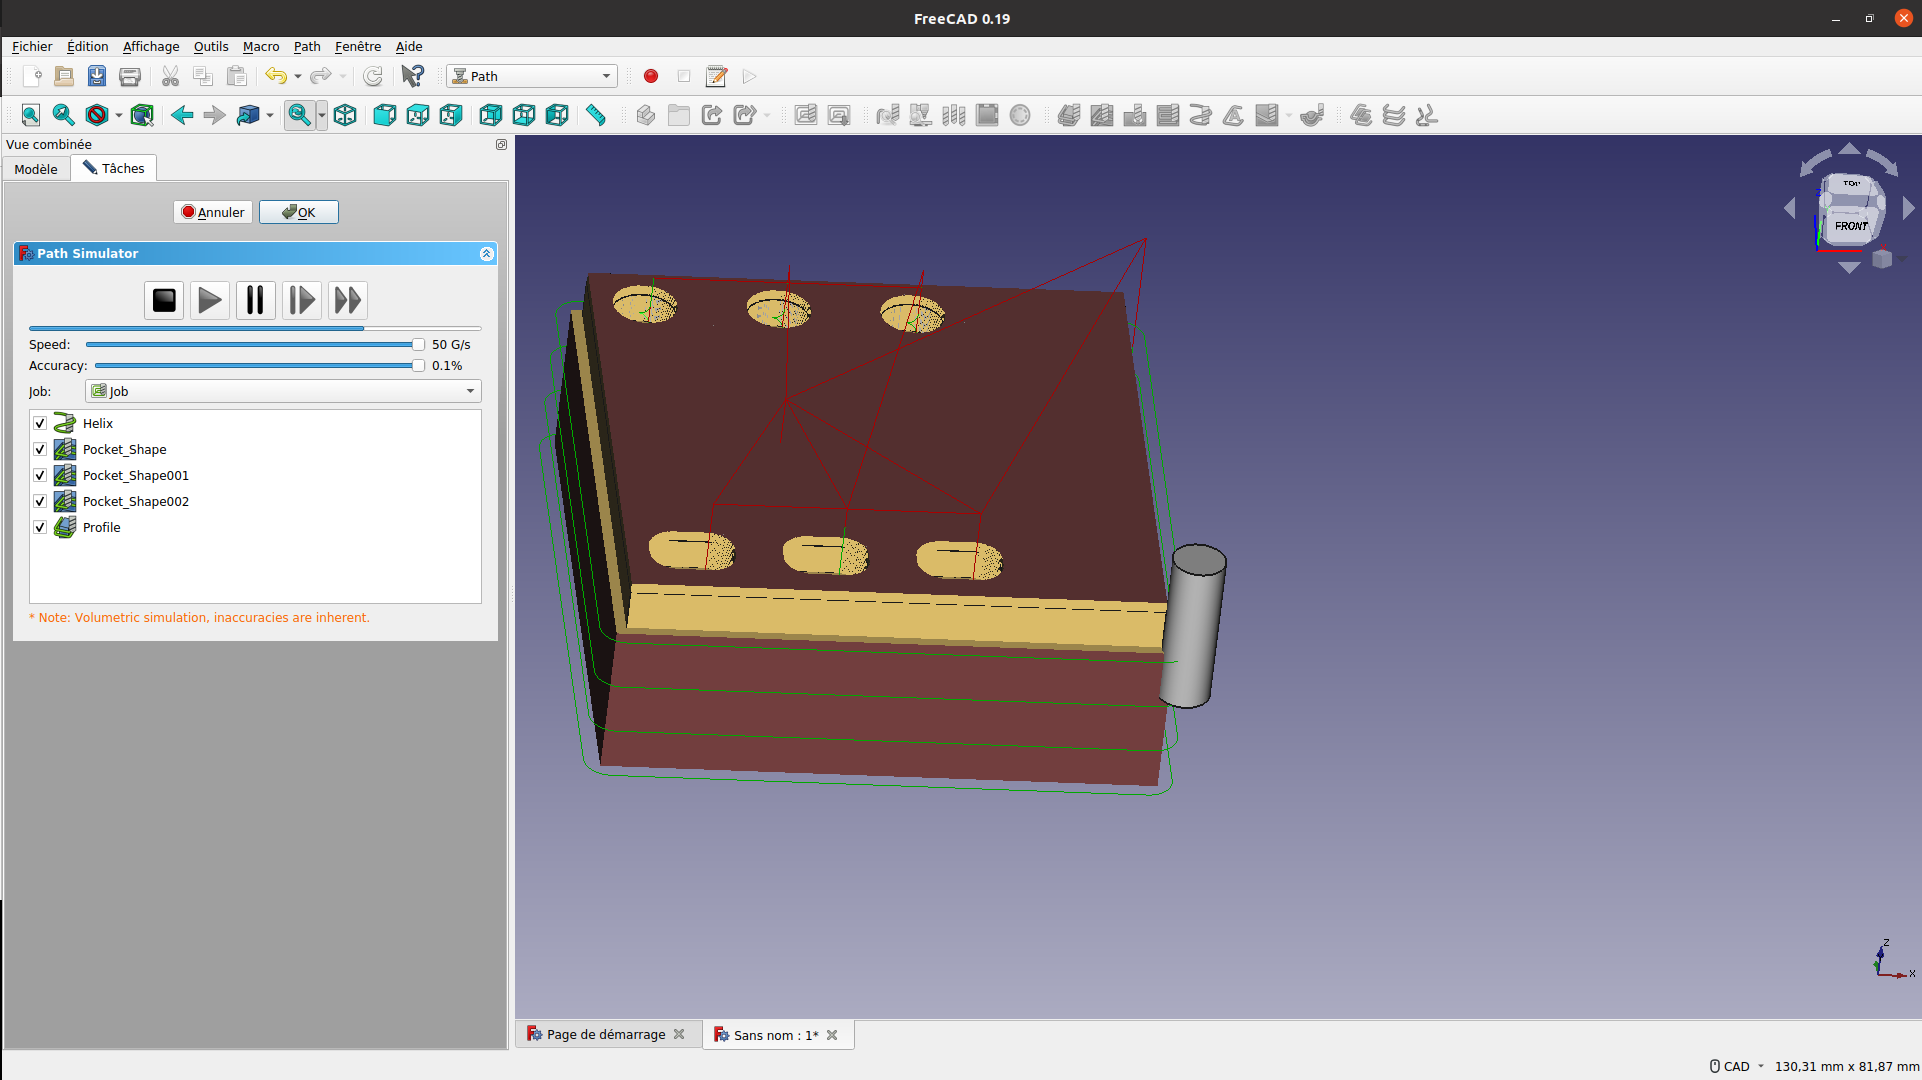 FreeCAD 0.19
Fichier Édition Affichage Outils Macro Path Fenêtre Aide
Path
Vue combinée
Modèle Tâches
Annuler OK
Path Simulator
Speed: 50 G/s
Accuracy: 0.1%
Job: Job
Helix
Pocket_Shape
Pocket_Shape001
Pocket_Shape002
Profile
* Note: Volumetric simulation, inaccuracies are inherent.
TOP
Z
FRONT
Z
X
Page de démarrage Sans nom : 1*
CAD 130,31 mm x 81,87 mm